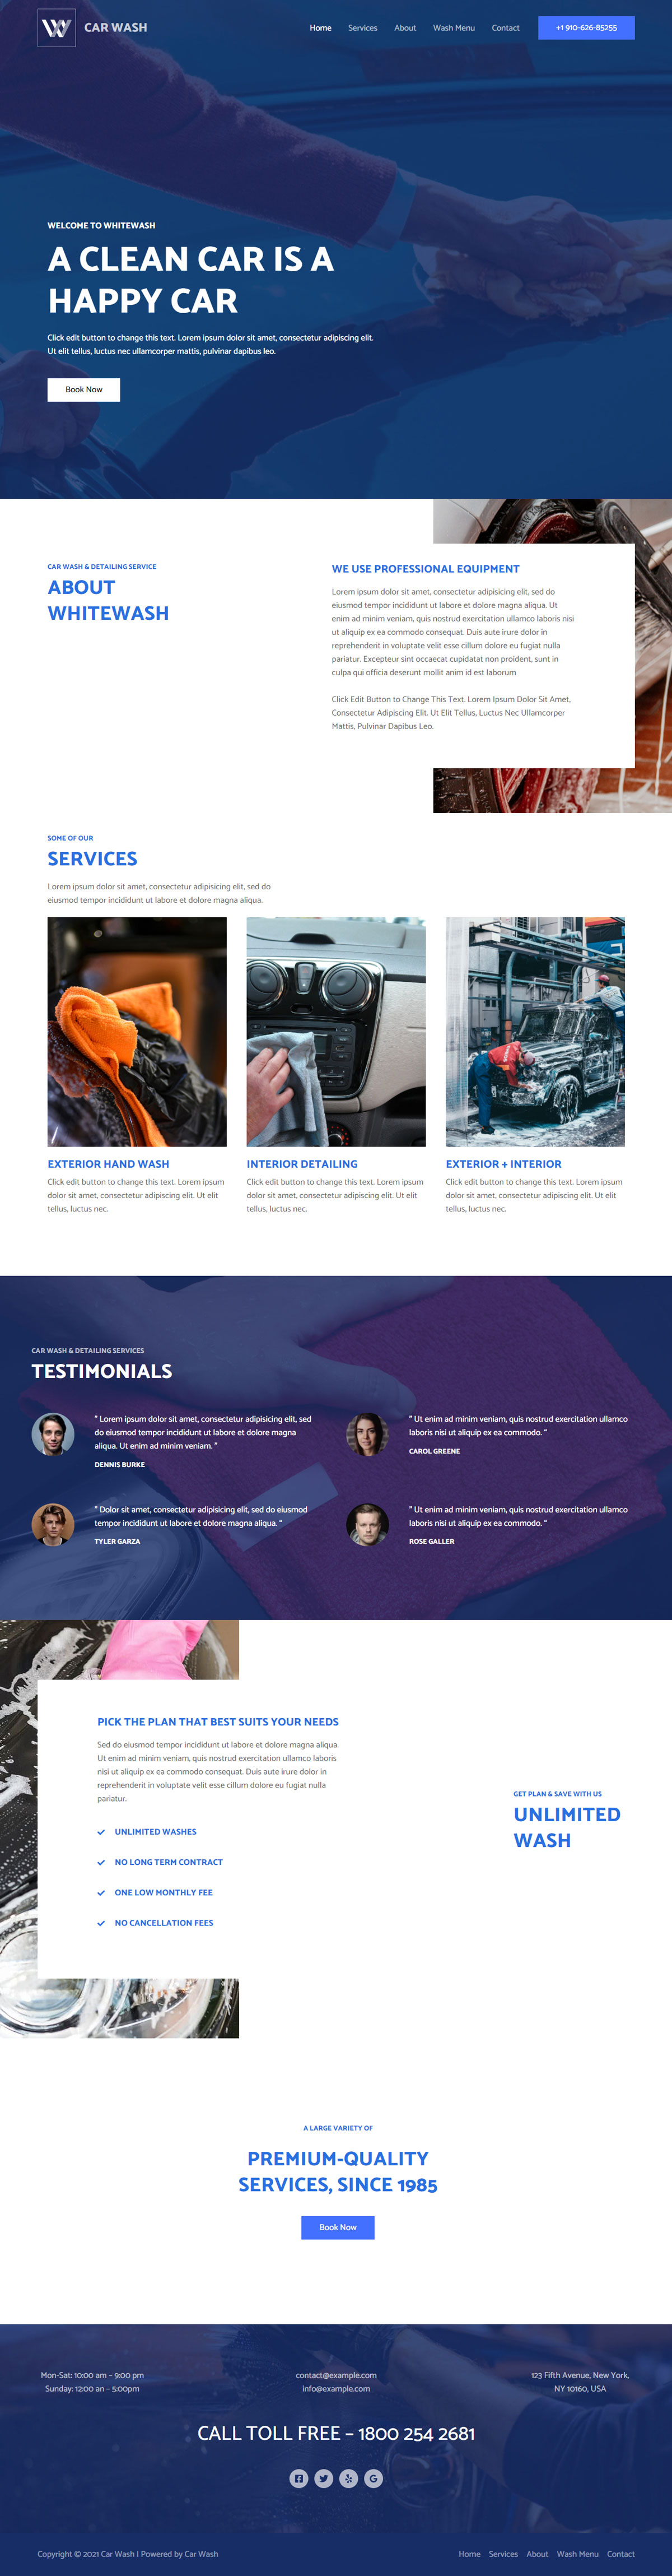 W CAR WASH
Home Services About Wash Menu Contact +1 910-626-85255
WELCOME TO WHITEWASH
A CLEAN CAR IS A
HAPPY CAR
Click edit button to change this text. Lorem ipsum dolor sit amet, consectetur adipiscing elit.
Ut elit tellus, luctus nec ullamcorper mattis, pulvinar dapibus leo.
Book Now
CAR WASH & DETAILING SERVICE
ABOUT
WHITEWASH
WE USE PROFESSIONAL EQUIPMENT
Lorem ipsum dolor sit amet, consectetur adipisicing elit, sed do
eiusmod tempor incididunt ut labore et dolore magna aliqua. Ut
enim ad minim veniam, quis nostrud exercitation ullamco laboris nisi
ut aliquip ex ea commodo consequat. Duis aute irure dolor in
reprehenderit in voluptate velit esse cillum dolore eu fugiat nulla
pariatur. Excepteur sint occaecat cupidatat non proident, sunt in
culpa qui officia deserunt mollit anim id est laborum
Click Edit Button to Change This Text. Lorem Ipsum Dolor Sit Amet,
Consectetur Adipiscing Elit. Ut Elit Tellus, Luctus Nec Ullamcorper
Mattis, Pulvinar Dapibus Leo.
SOME OF OUR
SERVICES
Lorem ipsum dolor sit amet, consectetur adipisicing elit, sed do
eiusmod tempor incididunt ut labore et dolore magna aliqua.
EXTERIOR HAND WASH
Click edit button to change this text. Lorem ipsum
dolor sit amet, consectetur adipiscing elit. Ut elit
tellus, luctus nec.
INTERIOR DETAILING
Click edit button to change this text. Lorem ipsum
dolor sit amet, consectetur adipiscing elit. Ut elit
tellus, luctus nec.
EXTERIOR + INTERIOR
Click edit button to change this text. Lorem ipsum
dolor sit amet, consectetur adipiscing elit. Ut elit
tellus, luctus nec.
CAR WASH & DETAILING SERVICES
TESTIMONIALS
" Lorem ipsum dolor sit amet, consectetur adipisicing elit, sed
do eiusmod tempor incididunt ut labore et dolore magna
aliqua. Ut enim ad minim veniam. "
DENNIS BURKE
" Ut enim ad minim veniam, quis nostrud exercitation ullamco
laboris nisi ut aliquip ex ea commodo. "
CAROL GREENE
" Dolor sit amet, consectetur adipisicing elit, sed do eiusmod
tempor incididunt ut labore et dolore magna aliqua. "
TYLER GARZA
" Ut enim ad minim veniam, quis nostrud exercitation ullamco
laboris nisi ut aliquip ex ea commodo. "
ROSE GALLER
PICK THE PLAN THAT BEST SUITS YOUR NEEDS
Sed do eiusmod tempor incididunt ut labore et dolore magna aliqua.
Ut enim ad minim veniam, quis nostrud exercitation ullamco laboris
nisi ut aliquip ex ea commodo consequat. Duis aute irure dolor in
reprehenderit in voluptate velit esse cillum dolore eu fugiat nulla
pariatur.
UNLIMITED WASHES
NO LONG TERM CONTRACT
ONE LOW MONTHLY FEE
NO CANCELLATION FEES
GET PLAN & SAVE WITH US
UNLIMITED
WASH
A LARGE VARIETY OF
PREMIUM-QUALITY
SERVICES, SINCE 1985
Book Now
Mon-Sat: 10:00 am – 9:00 pm
Sunday: 12:00 an – 5:00pm
contact@example.com
info@example.com
123 Fifth Avenue, New York,
NY 10160, USA
CALL TOLL FREE – 1800 254 2681
Copyright © 2021 Car Wash | Powered by Car Wash
Home Services About Wash Menu Contact